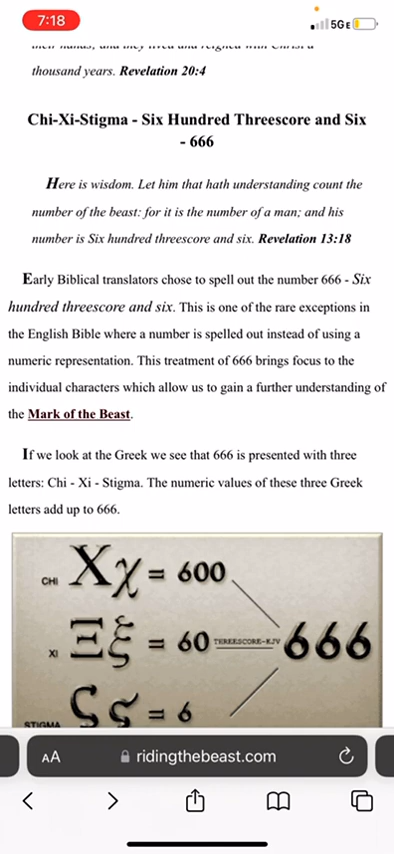 7:18
5GE
thousand years. Revelation 20:4
Chi-Xi-Stigma - Six Hundred Threescore and Six
- 666
Here is wisdom. Let him that hath understanding count the
number of the beast: for it is the number of a man; and his
number is Six hundred threescore and six. Revelation 13:18
Early Biblical translators chose to spell out the number 666 - Six
hundred threescore and six. This is one of the rare exceptions in
the English Bible where a number is spelled out instead of using a
numeric representation. This treatment of 666 brings focus to the
individual characters which allow us to gain a further understanding of
the Mark of the Beast.
If we look at the Greek we see that 666 is presented with three
letters: Chi - Xi - Stigma. The numeric values of these three Greek
letters add up to 666.
CHI Χχ = 600
XI Ξξ = 60 THREESCORE-KJV 666
STIGMA Ϛϛ = 6
AA ridingthebeast.com